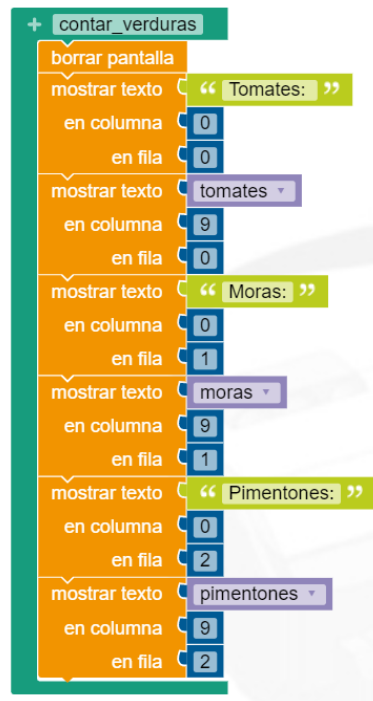 + contar_verduras
borrar pantalla
mostrar texto “ Tomates: ”
en columna 0
en fila 0
mostrar texto tomates
en columna 9
en fila 0
mostrar texto “ Moras: ”
en columna 0
en fila 1
mostrar texto moras
en columna 9
en fila 1
mostrar texto “ Pimentones: ”
en columna 0
en fila 2
mostrar texto pimentones
en columna 9
en fila 2